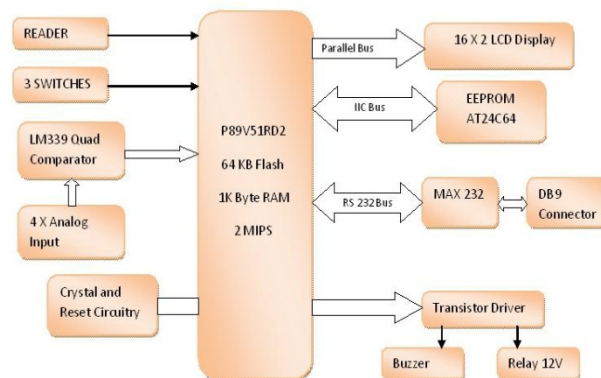 READER
3 SWITCHES
LM339 Quad
Comparator
4 X Analog
Input
Crystal and
Reset Circuitry
P89V51RD2
64 KB Flash
1K Byte RAM
2 MIPS
Parallel Bus
16 X 2 LCD Display
IIC Bus
EEPROM
AT24C64
RS 232 Bus
MAX 232
DB9
Connector
Transistor Driver
Buzzer
Relay 12V